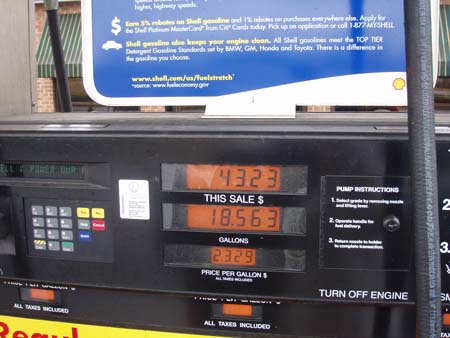 higher, highway speeds.
$ Earn 5% rebates on Shell gasoline and 1% rebates on purchases everywhere else. Apply for
the Shell Platinum MasterCard from Citi Cards today. Pick up an application or call 1-877-MY-SHELL.
Shell gasoline also keeps your engine clean. All Shell gasolines meet the TOP TIER
Detergent Gasoline Standards set by BMW, GM, Honda and Toyota. There is a difference in
the gasoline you choose.
www.shell.com/us/fuelstretch*
*source: www.fueleconomy.gov
43.23
THIS SALE $
18.563
GALLONS
2.329
PRICE PER GALLON $
ALL TAXES INCLUDED
PUMP INSTRUCTIONS
1. Select grade by removing nozzle
and lifting lever.
2. Operate handle for
fuel delivery.
3. Return nozzle to holder
to complete transaction.
TURN OFF ENGINE
PRICE PER GALLON $
ALL TAXES INCLUDED
ALL TAXES INCLUDED
Regul